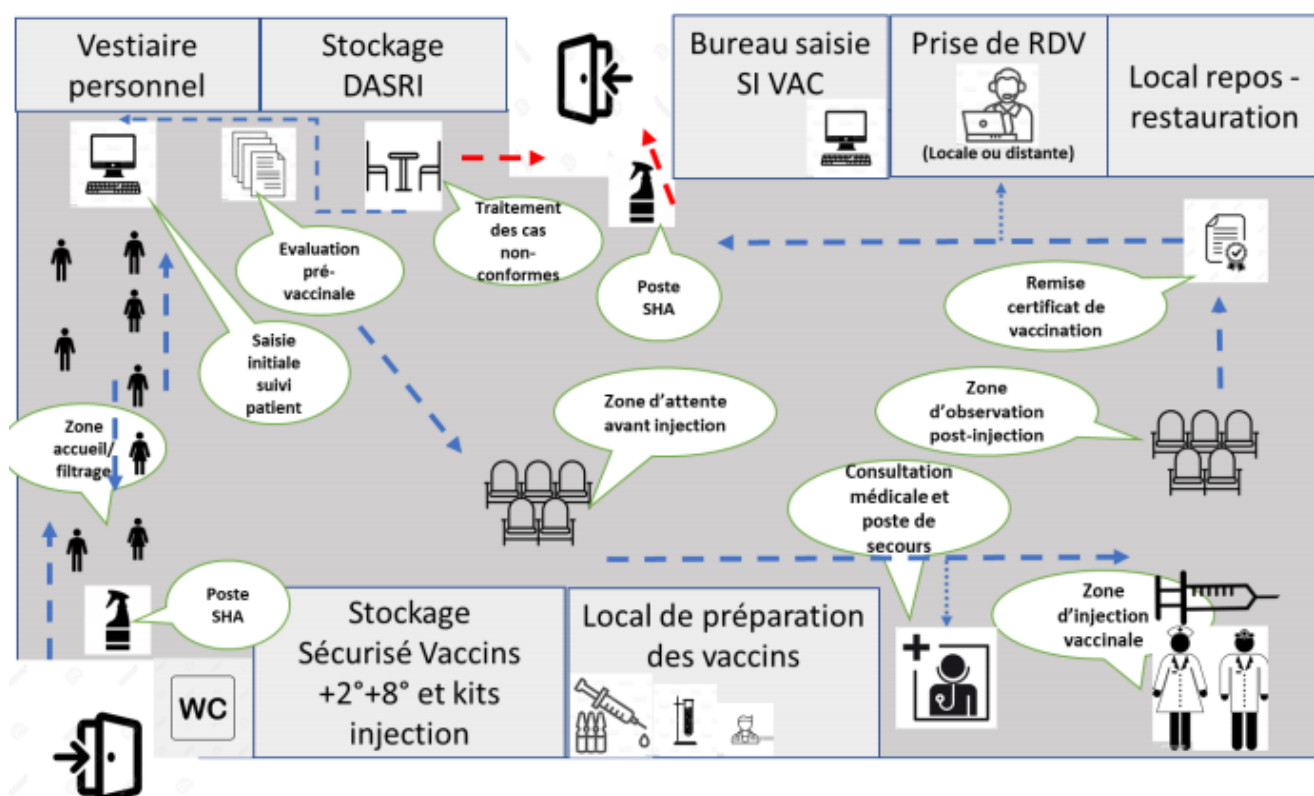 Vestiaire
personnel
Stockage
DASRI
Bureau saisie
SI VAC
Prise de RDV
(Locale ou distante)
Local repos -
restauration
Traitement
des cas
non-
conformes
Evaluation
pré-
vaccinale
Poste
SHA
Remise
certificat de
vaccination
Saisie
initiale
suivi
patient
Zone d'attente
avant injection
Zone
d'observation
post-injection
Zone
accueil/
filtrage
Consultation
médicale et
poste de
secours
Poste
SHA
Stockage
Sécurisé Vaccins
+2°+8° et kits
injection
Local de préparation
des vaccins
Zone
d'injection
vaccinale
WC